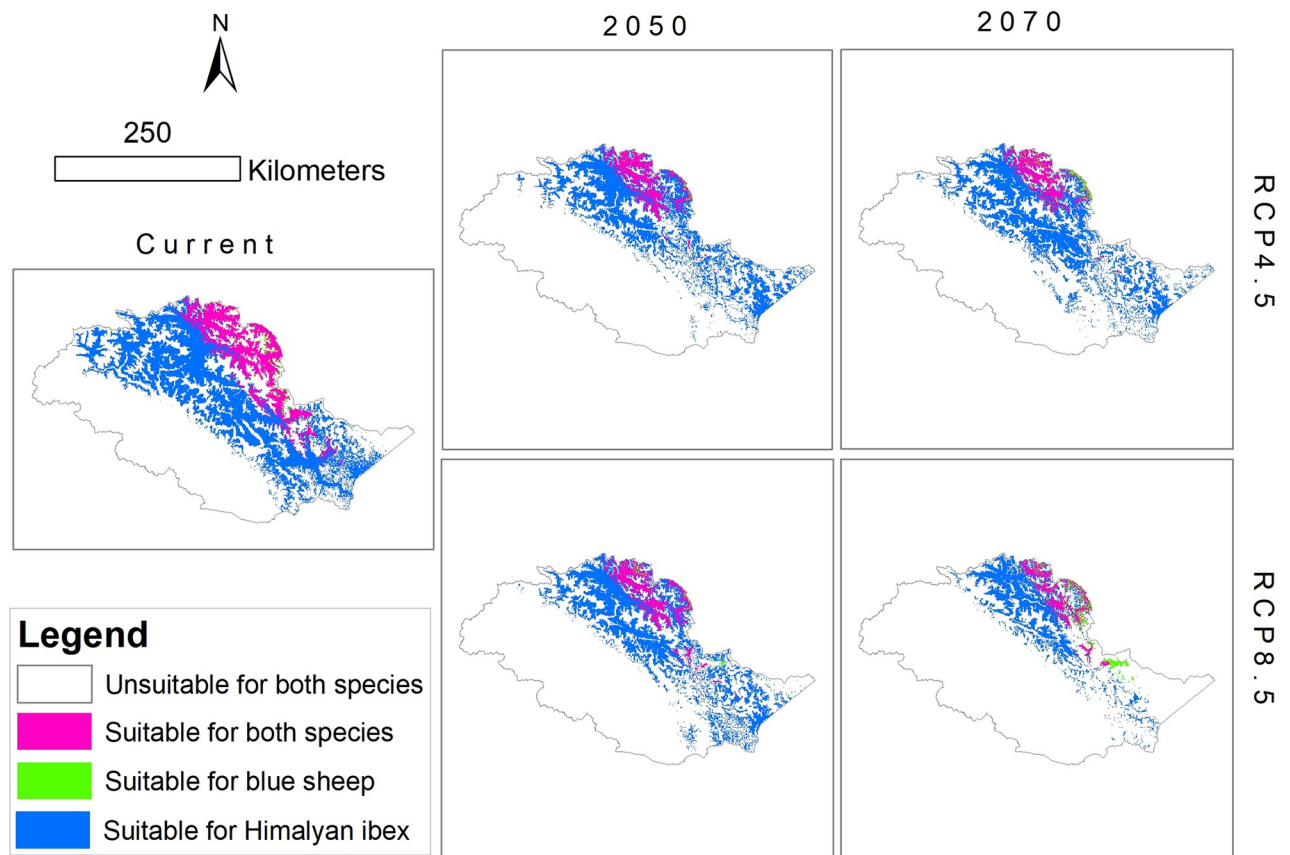 N
250
Kilometers
Current
2050
2070
RCP4.5
RCP8.5
Legend
Unsuitable for both species
Suitable for both species
Suitable for blue sheep
Suitable for Himalyan ibex